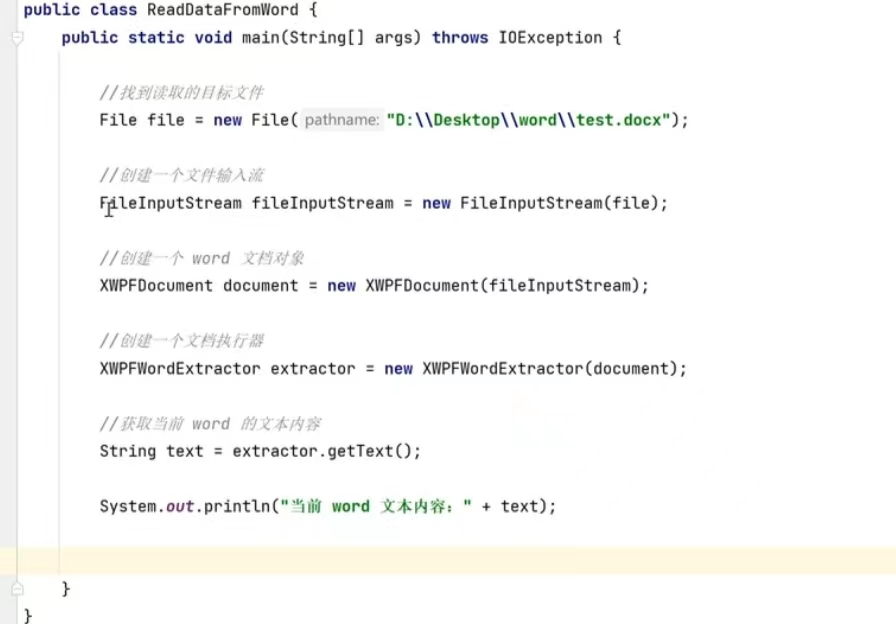 public class ReadDataFromWord {
public static void main(String[] args) throws IOException {
//找到读取的目标文件
File file = new File( pathname: "D:\\Desktop\\word\\test.docx");
//创建一个文件输入流
FileInputStream fileInputStream = new FileInputStream(file);
//创建一个 word 文档对象
XWPFDocument document = new XWPFDocument(fileInputStream);
//创建一个文档执行器
XWPFWordExtractor extractor = new XWPFWordExtractor(document);
//获取当前 word 的文本内容
String text = extractor.getText();
System.out.println("当前 word 文本内容：" + text);
}
}